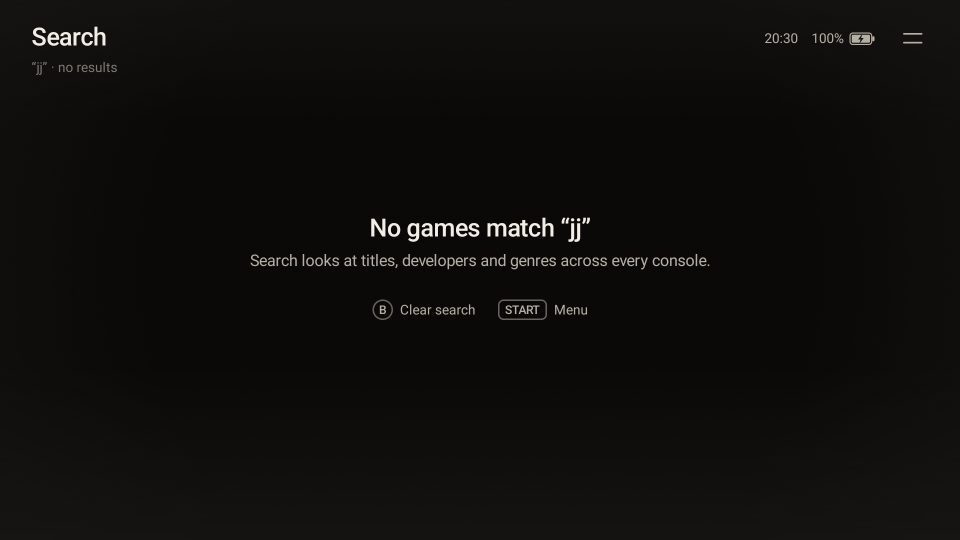 Search
20:30 100%
“jj” · no results
No games match “jj”
Search looks at titles, developers and genres across every console.
B Clear search START Menu